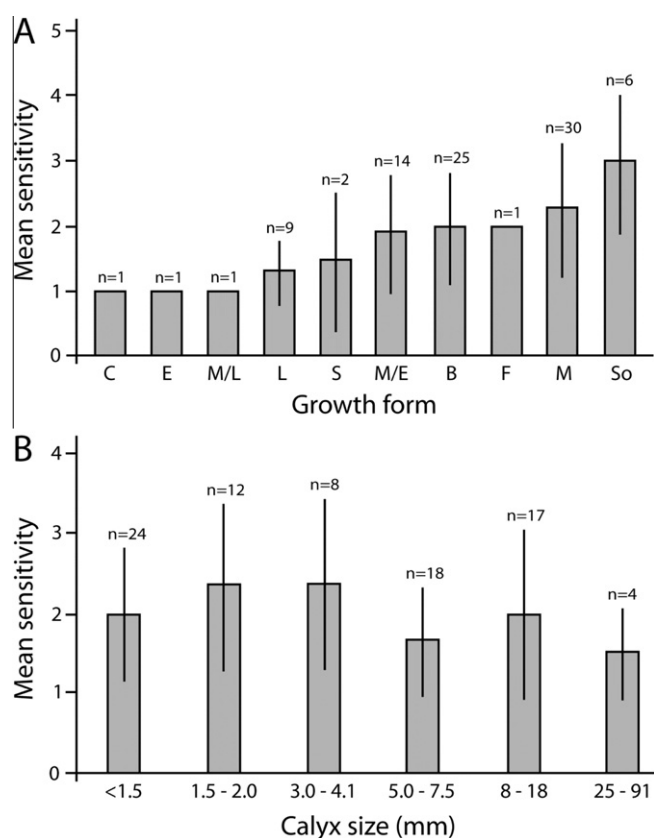 A
Mean sensitivity
5
4
3
2
1
0
n=1 n=1 n=1 n=9 n=2 n=14 n=25 n=1 n=30 n=6
C E M/L L S M/E B F M So
Growth form
B
Mean sensitivity
4
3
2
1
0
n=24 n=12 n=8 n=18 n=17 n=4
<1.5 1.5 - 2.0 3.0 - 4.1 5.0 - 7.5 8 - 18 25 - 91
Calyx size (mm)